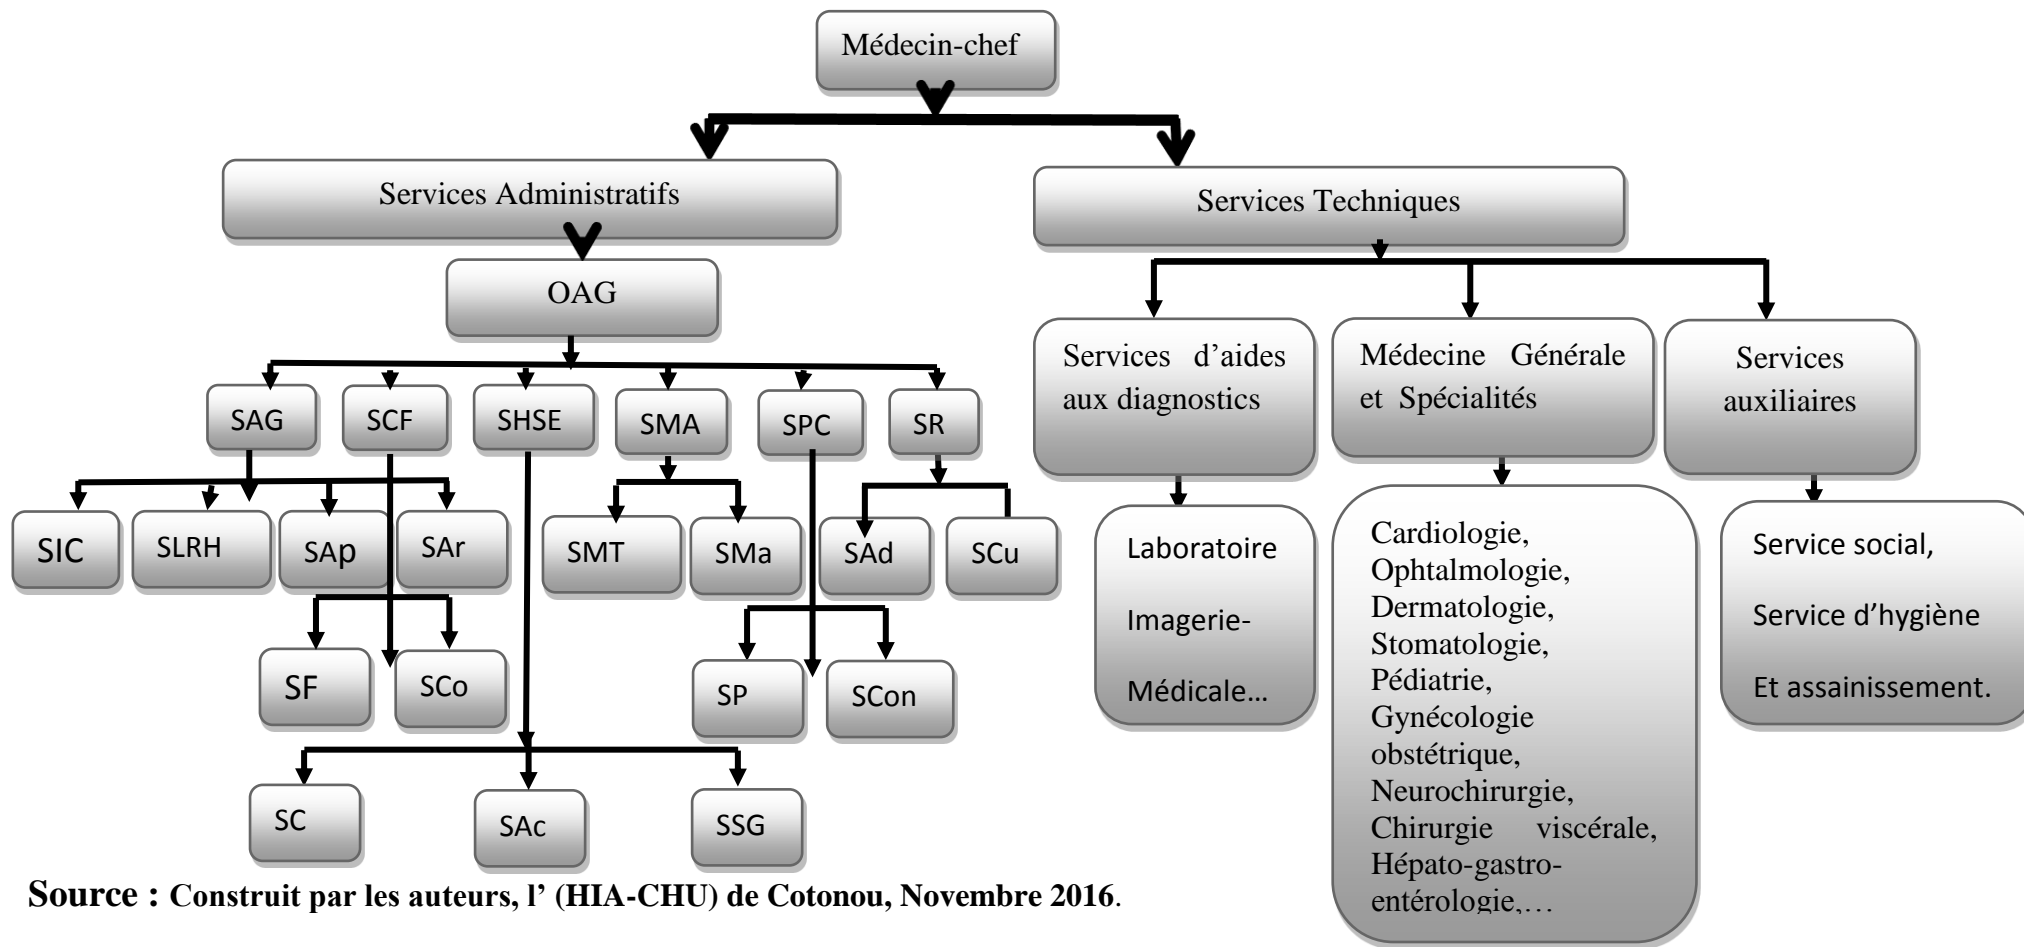 Médecin-chef
Services Administratifs
Services Techniques
OAG
Services d’aides
aux diagnostics
Médecine Générale
et Spécialités
Services
auxiliaires
SAG
SCF
SHSE
SMA
SPC
SR
SIC
SLRH
SAp
SAr
SMT
SMa
SAd
SCu
SF
SCo
SP
SCon
SC
SAc
SSG
Laboratoire
Imagerie-
Médicale…
Cardiologie,
Ophtalmologie,
Dermatologie,
Stomatologie,
Pédiatrie,
Gynécologie
obstétrique,
Neurochirurgie,
Chirurgie viscérale,
Hépato-gastro-
entérologie,…
Service social,
Service d’hygiène
Et assainissement.
Source : Construit par les auteurs, l’ (HIA-CHU) de Cotonou, Novembre 2016.